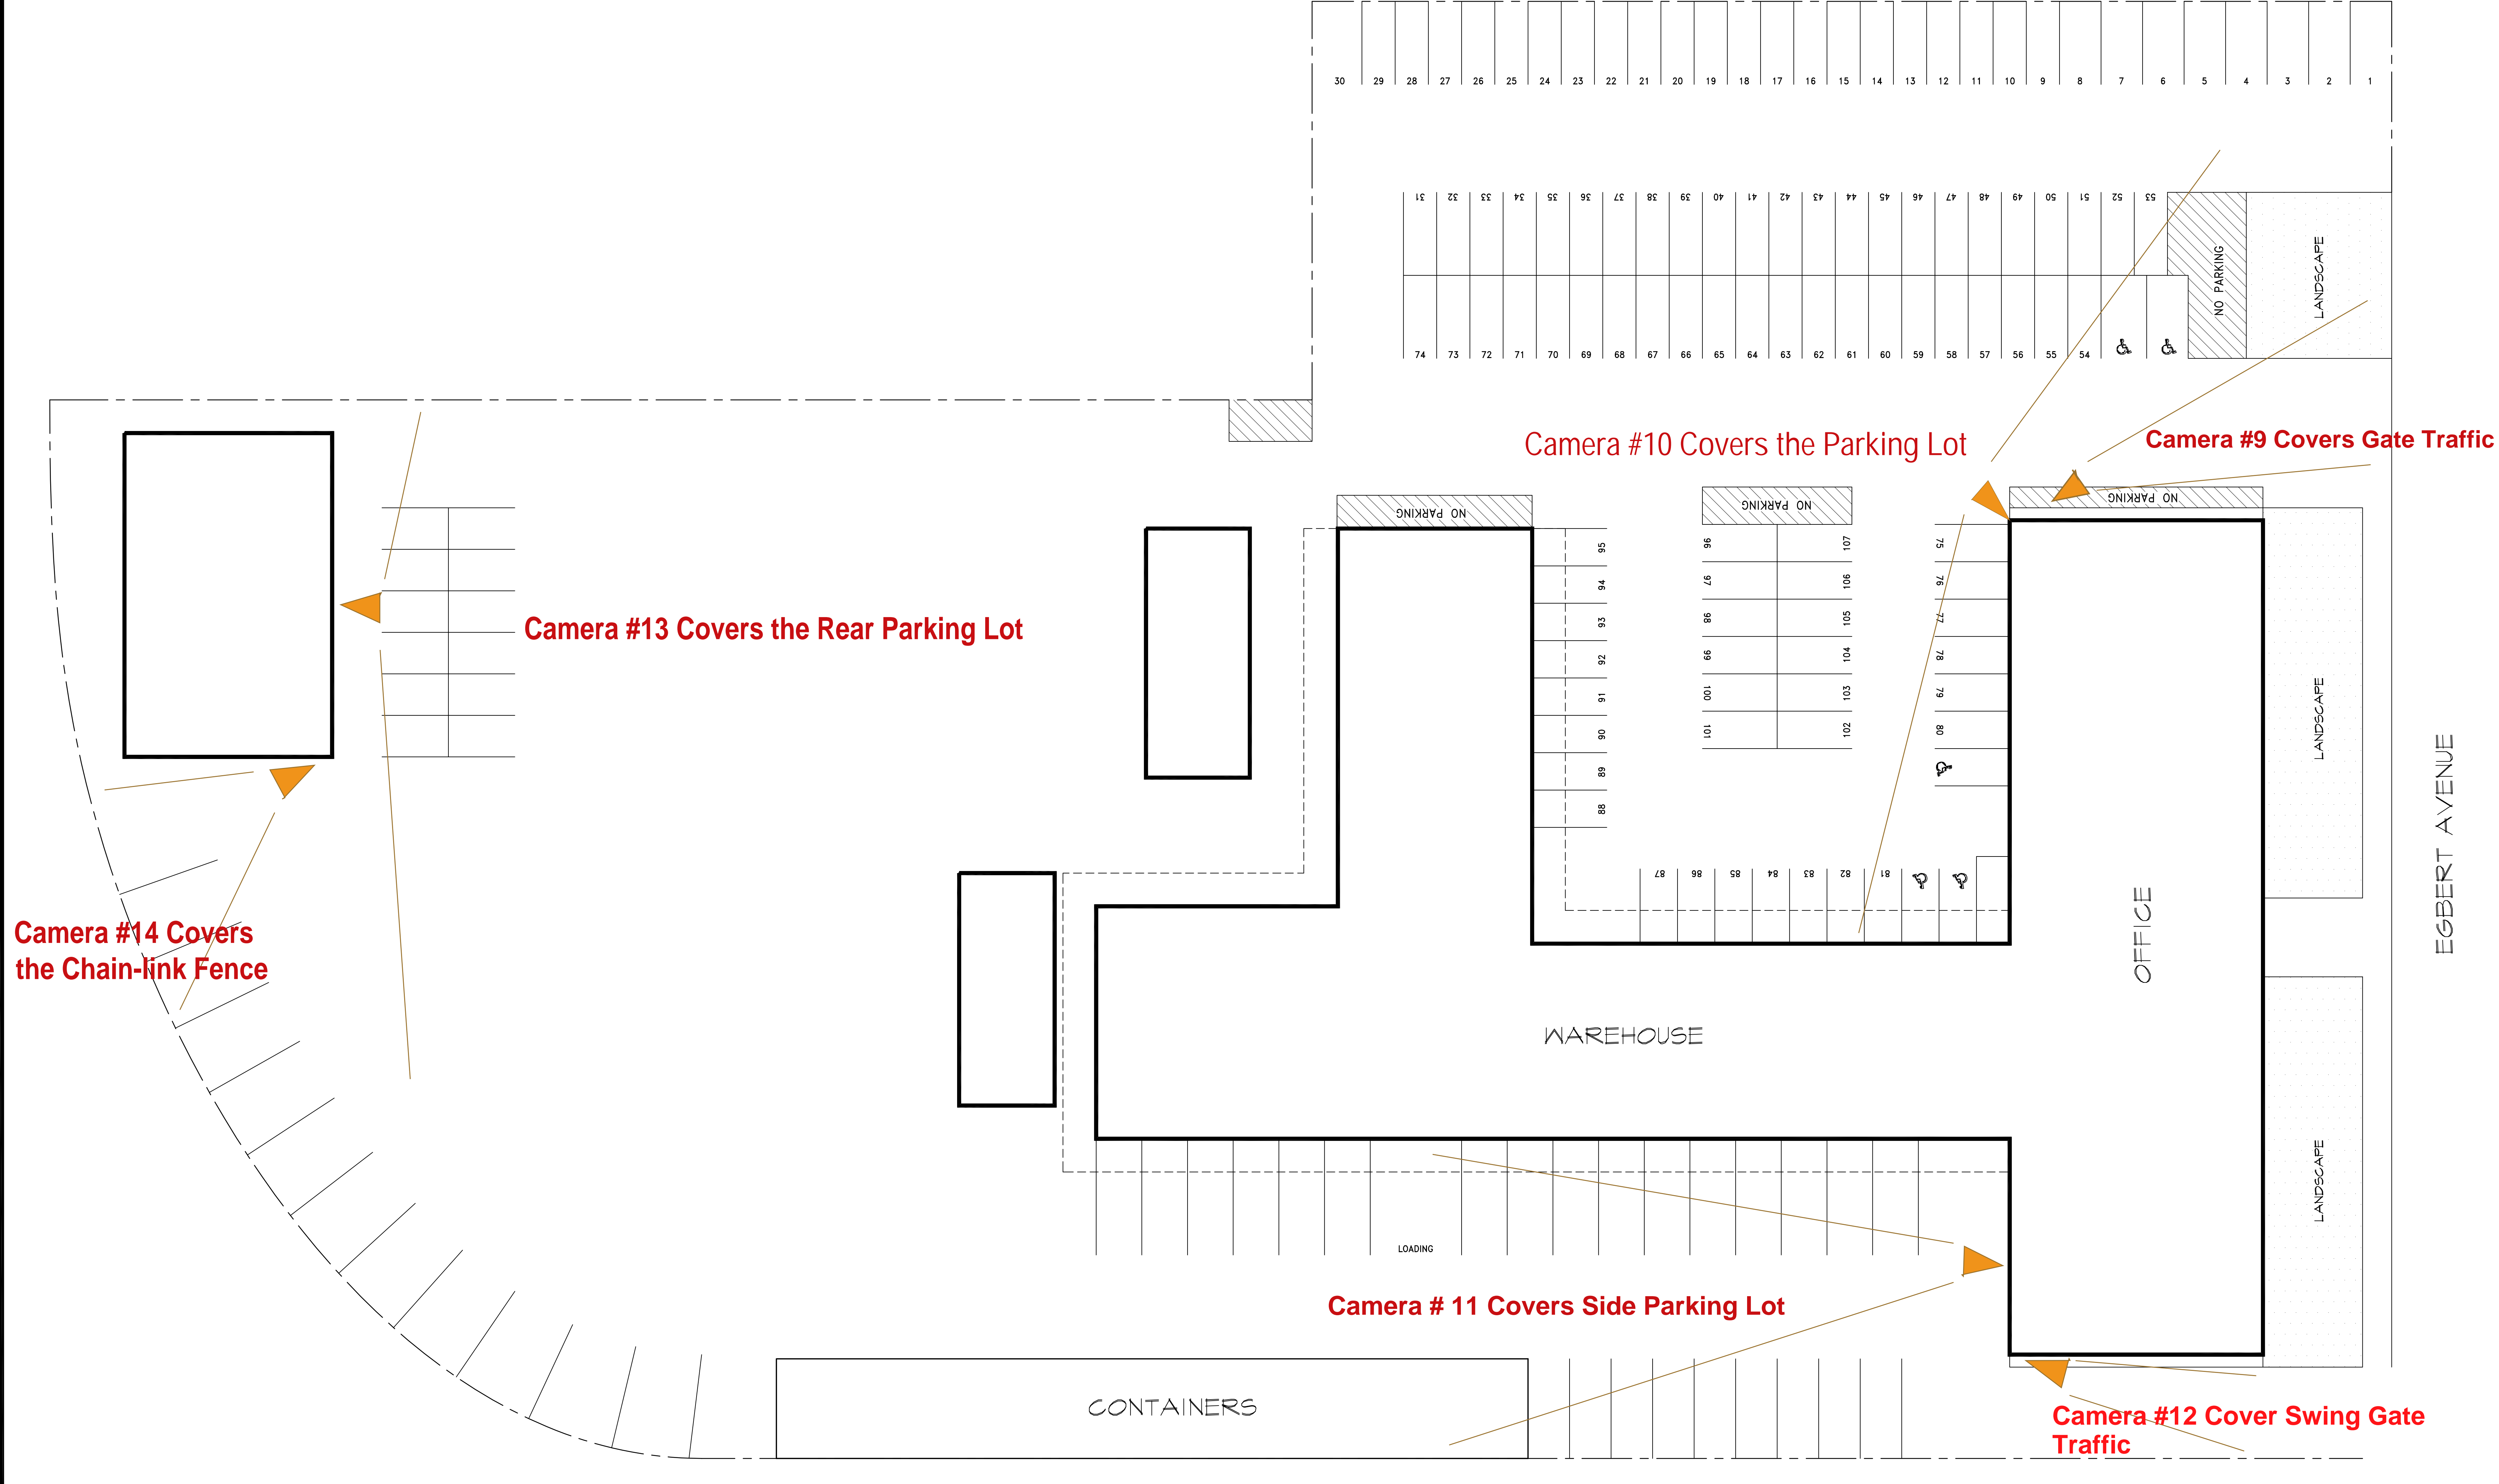 30 29 28 27 26 25 24 23 22 21 20 19 18 17 16 15 14 13 12 11 10 9 8 7 6 5 4 3 2 1
31 32 33 34 35 36 37 38 39 40 41 42 43 44 45 46 47 48 49 50 51 52 53
NO PARKING
LANDSCAPE
74 73 72 71 70 69 68 67 66 65 64 63 62 61 60 59 58 57 56 55 54
Camera #10 Covers the Parking Lot
Camera #9 Covers Gate Traffic
NO PARKING
NO PARKING
NO PARKING
95
94
93
92
91
90
89
88
96
97
98
99
100
101
107
106
105
104
103
102
75
76
77
78
79
80
87 86 85 84 83 82 81
Camera #13 Covers the Rear Parking Lot
LANDSCAPE
EGBERT AVENUE
OFFICE
Camera #14 Covers
the Chain-link Fence
WAREHOUSE
LANDSCAPE
LOADING
Camera # 11 Covers Side Parking Lot
CONTAINERS
Camera #12 Cover Swing Gate
Traffic